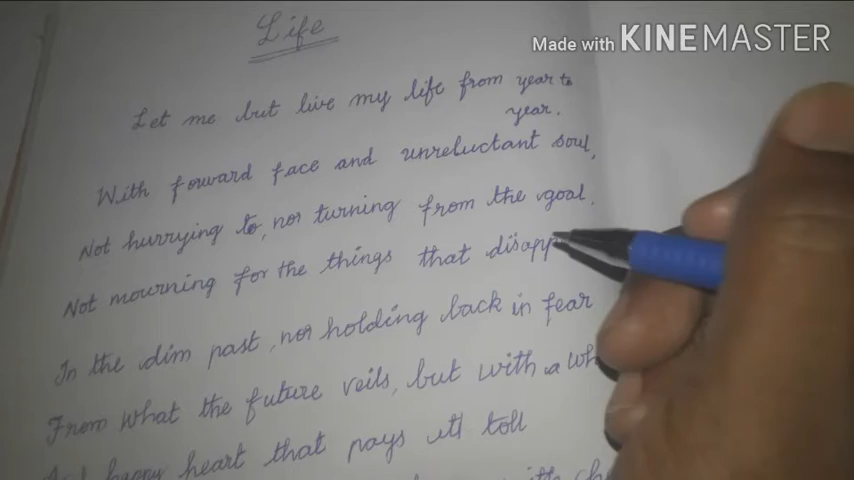 Life
Made with KINEMASTER
Let me but live my life from year to
year.
With forward face and unreluctant soul,
Not hurrying to, nor turning from the goal.
Not mourning for the things that
In the dim past, nor holding back in fear
From what the future veils, but with a
happy heart that pays its toll